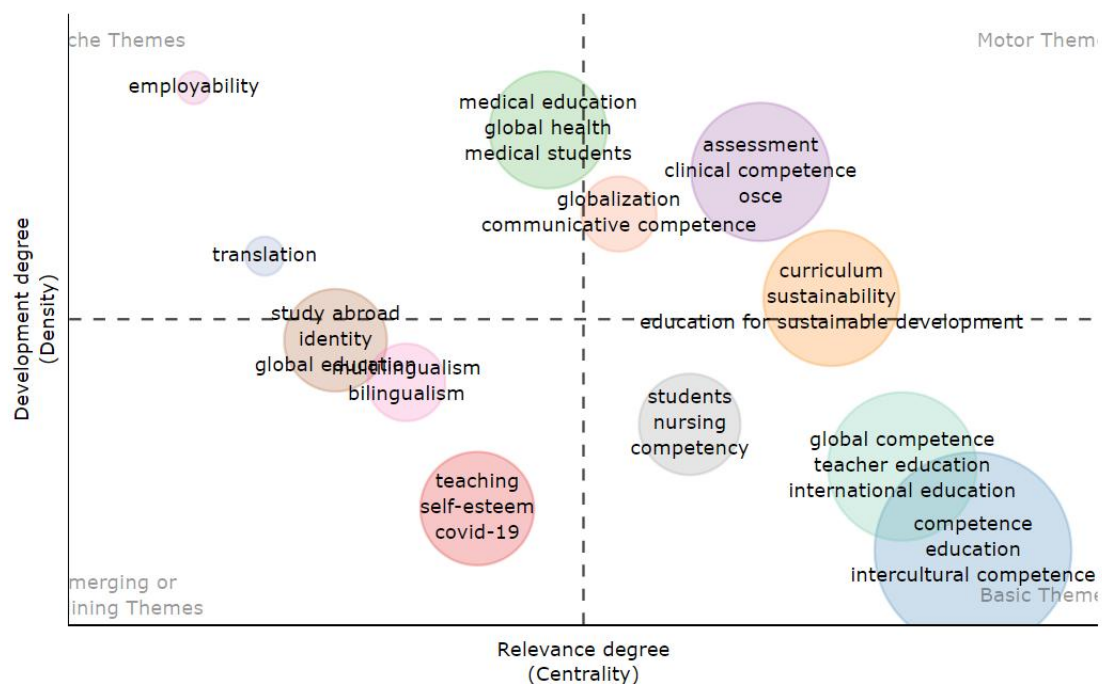 che Themes
Motor Theme
employability
medical education
global health
medical students
assessment
clinical competence
osce
globalization
communicative competence
translation
curriculum
sustainability
education for sustainable development
study abroad
identity
global education
multilingualism
bilingualism
students
nursing
competency
global competence
teacher education
international education
teaching
self-esteem
covid-19
competence
education
intercultural competence
merging or
ining Themes
Basic Theme
Development degree
(Density)
Relevance degree
(Centrality)